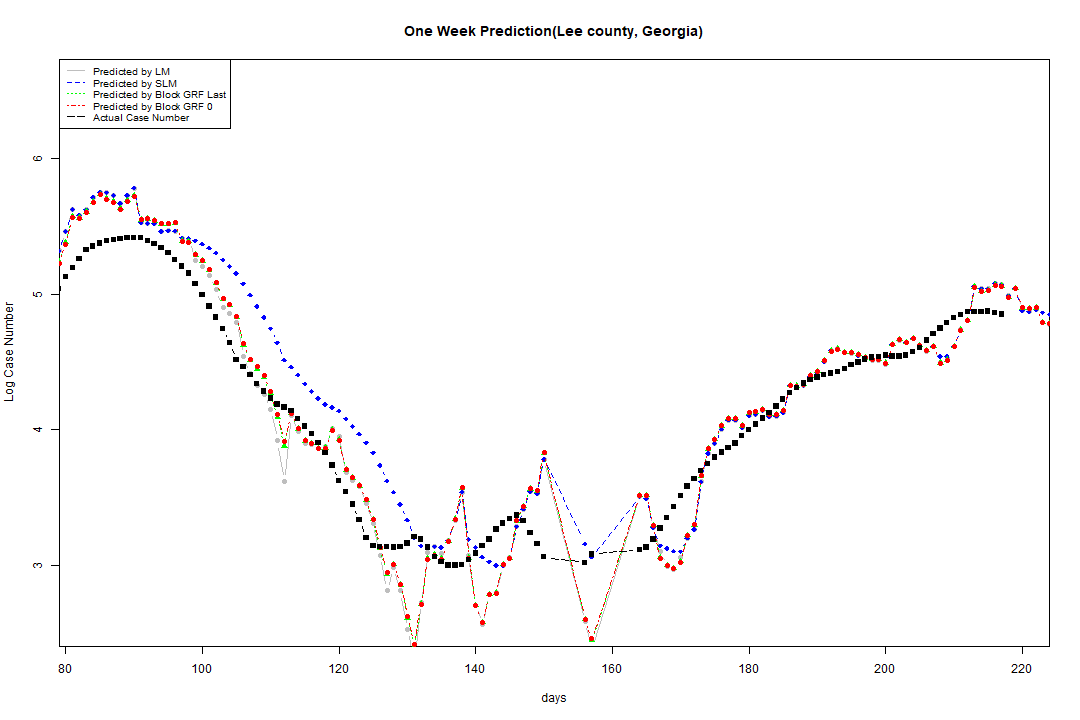 One Week Prediction(Lee county, Georgia)
Predicted by LM
Predicted by SLM
Predicted by Block GRF Last
Predicted by Block GRF 0
Actual Case Number
6
5
4
3
Log Case Number
80 100 120 140 160 180 200 220
days